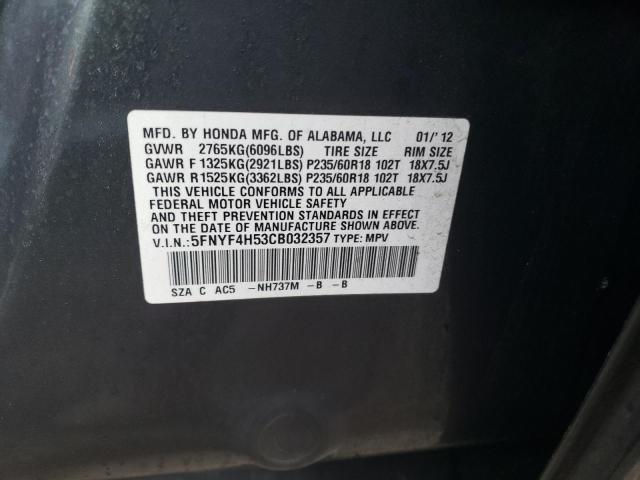 MFD. BY HONDA MFG. OF ALABAMA, LLC 01/'12
GVWR 2765KG(6096LBS) TIRE SIZE RIM SIZE
GAWR F 1325KG(2921LBS) P235/60R18 102T 18X7.5J
GAWR R 1525KG(3362LBS) P235/60R18 102T 18X7.5J
THIS VEHICLE CONFORMS TO ALL APPLICABLE
FEDERAL MOTOR VEHICLE SAFETY
AND THEFT PREVENTION STANDARDS IN EFFECT
ON THE DATE OF MANUFACTURE SHOWN ABOVE.
V.I.N.: 5FNYF4H53CB032357 TYPE: MPV
SZA C AC5 -NH737M -B -B